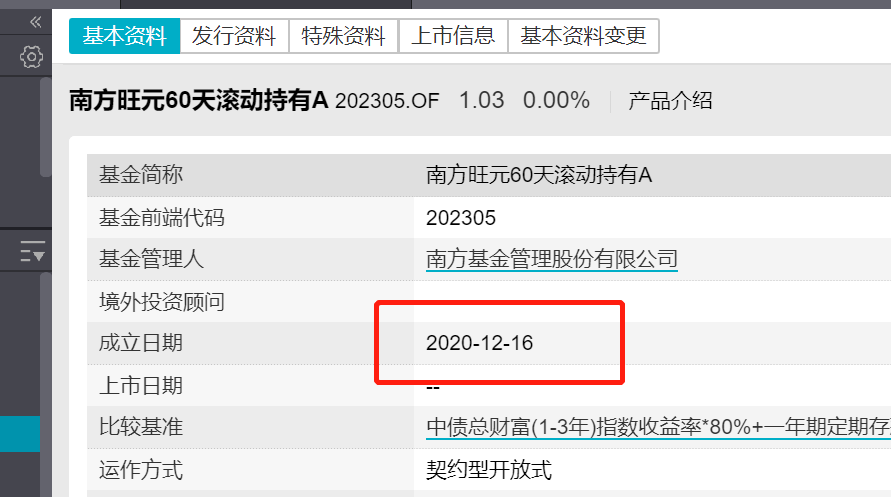 基本资料 发行资料 特殊资料 上市信息 基本资料变更
南方旺元60天滚动持有A 202305.OF 1.03 0.00% 产品介绍
基金简称 南方旺元60天滚动持有A
基金前端代码 202305
基金管理人 南方基金管理股份有限公司
境外投资顾问
成立日期 2020-12-16
上市日期 --
比较基准 中债总财富(1-3年)指数收益率*80%+一年期定期存
运作方式 契约型开放式